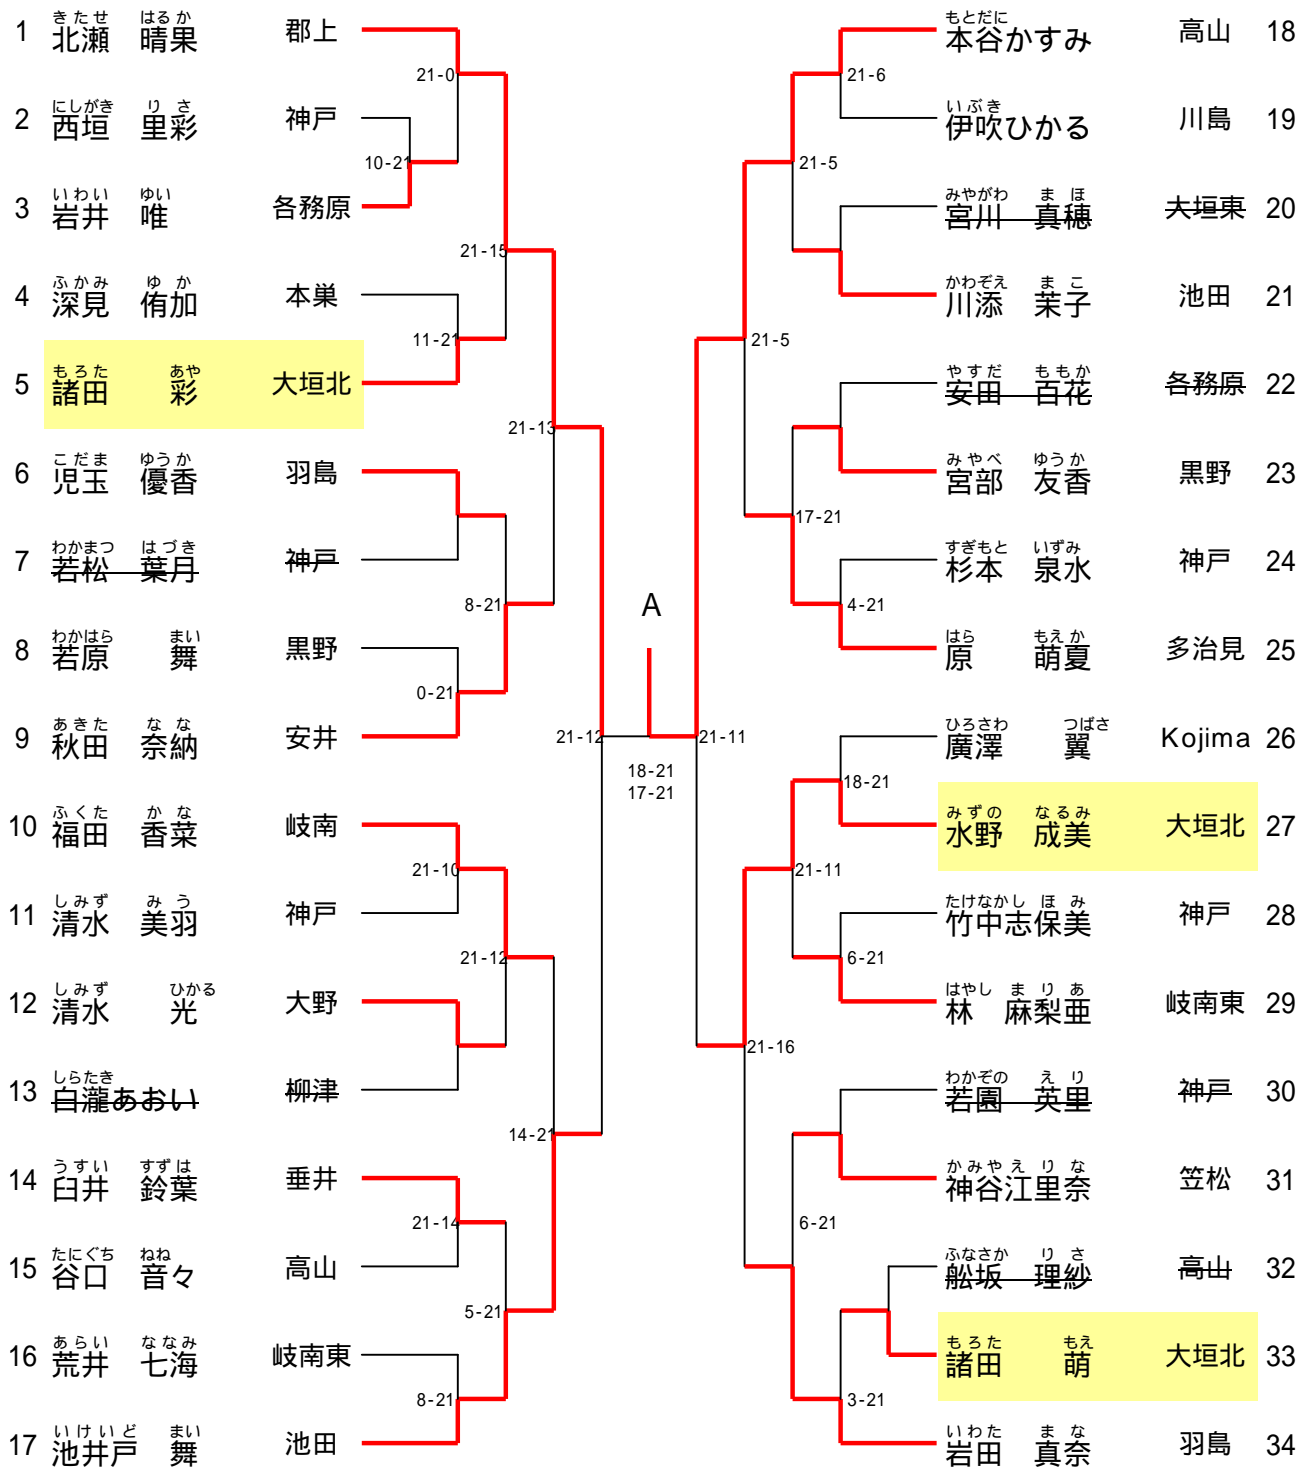 きたせ はるか
1 北瀬 晴果 郡上
21-0
にしがき りさ
2 西垣 里彩 神戸
10-21
いわい ゆい
3 岩井 唯 各務原
21-15
ふかみ ゆか
4 深見 侑加 本巣
11-21
もろた あや
5 諸田 彩 大垣北
21-13
こだま ゆうか
6 児玉 優香 羽島
わかまつ はづき
7 若松 葉月 神戸
8-21
わかはら まい
8 若原 舞 黒野
0-21
あきた なな
9 秋田 奈納 安井
21-12
ふくた かな
10 福田 香菜 岐南
21-10
しみず みう
11 清水 美羽 神戸
21-12
しみず ひかる
12 清水 光 大野
しらたき
13 白瀧あおい 柳津
14-21
うすい すずは
14 臼井 鈴葉 垂井
21-14
たにぐち ねね
15 谷口 音々 高山
5-21
あらい ななみ
16 荒井 七海 岐南東
8-21
いけいど まい
17 池井戸 舞 池田
A
18-21
17-21
もとだに
本谷かすみ 高山 18
21-6
いぶき
伊吹ひかる 川島 19
21-5
みやがわ まほ
宮川 真穂 大垣東 20
かわぞえ まこ
川添 茉子 池田 21
21-5
やすだ ももか
安田 百花 各務原 22
みやべ ゆうか
宮部 友香 黒野 23
17-21
すぎもと いずみ
杉本 泉水 神戸 24
4-21
はら もえか
原 萌夏 多治見 25
21-11
ひろさわ つばさ
廣澤 翼 Kojima 26
18-21
みずの なるみ
水野 成美 大垣北 27
21-11
たけなかしほみ
竹中志保美 神戸 28
6-21
はやし まりあ
林 麻梨亜 岐南東 29
21-16
わかぞの えり
若園 英里 神戸 30
かみやえりな
神谷江里奈 笠松 31
6-21
ふなさか りさ
舩坂 理紗 高山 32
もろた もえ
諸田 萌 大垣北 33
3-21
いわた まな
岩田 真奈 羽島 34